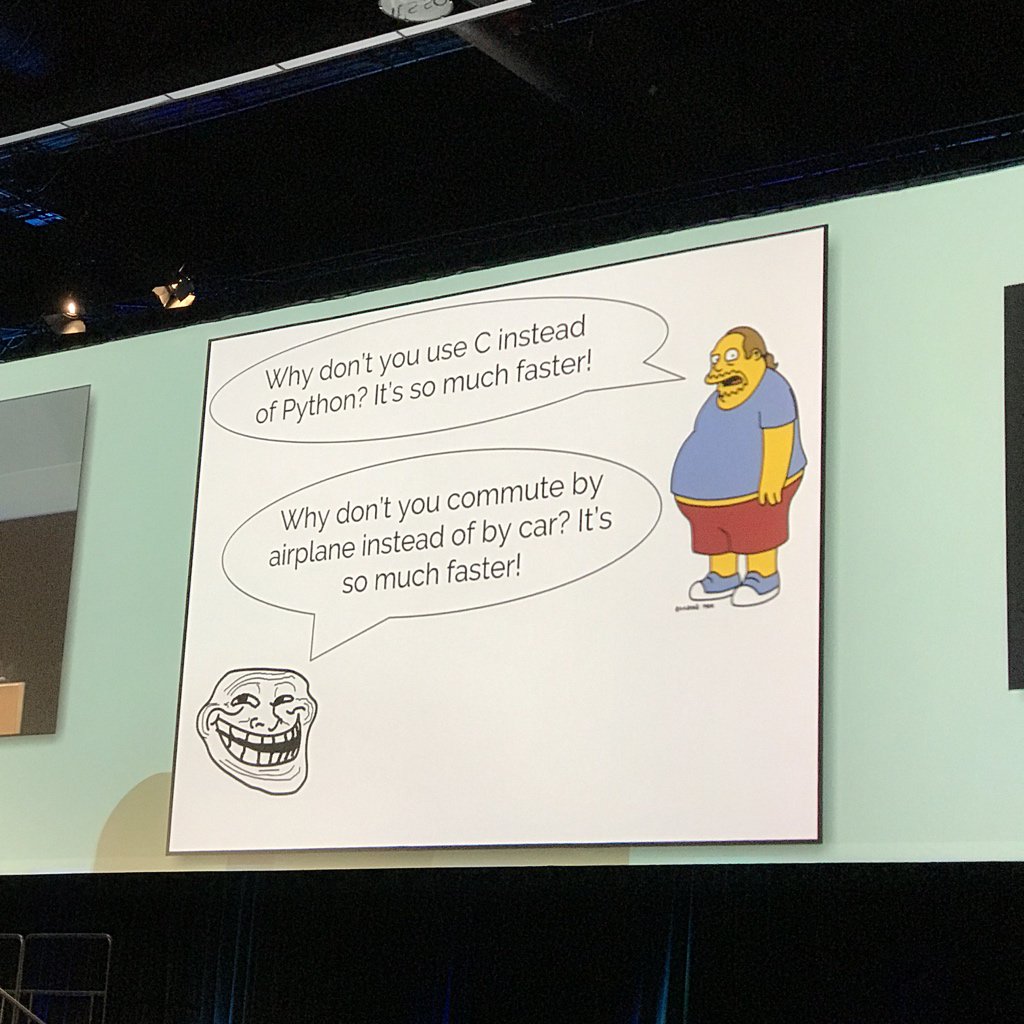 Why don't you use C instead
of Python? It's so much faster!
Why don't you commute by
airplane instead of by car? It's
so much faster!